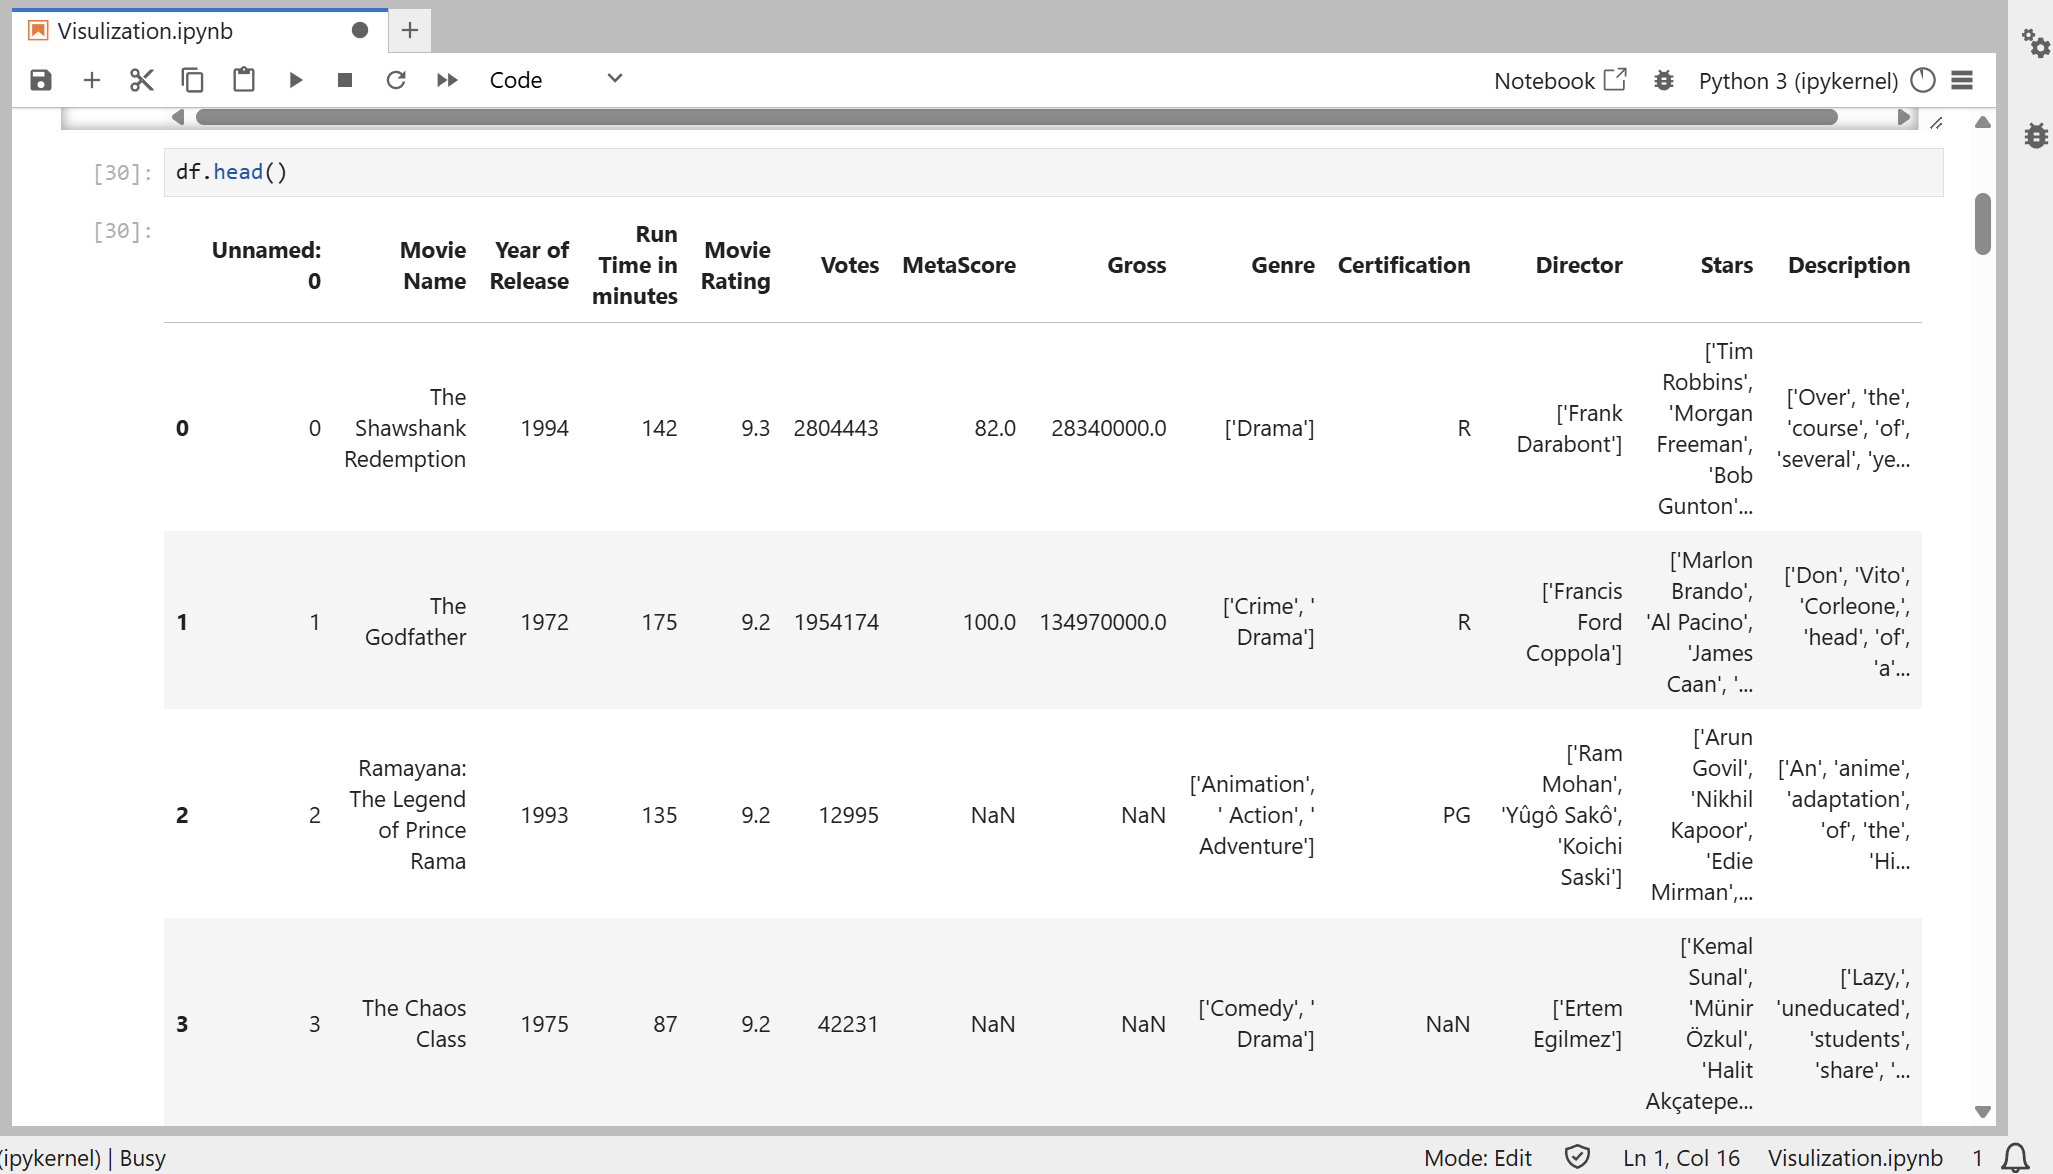 Visulization.ipynb
Code
Notebook
Python 3 (ipykernel)
[30]:
df.head()
[30]:
Unnamed: 0 Movie Name Year of Release Run Time in minutes Movie Rating Votes MetaScore Gross Genre Certification Director Stars Description
0 0 The Shawshank Redemption 1994 142 9.3 2804443 82.0 28340000.0 ['Drama'] R ['Frank Darabont'] ['Tim Robbins', 'Morgan Freeman', 'Bob Gunton'... ['Over', 'the', 'course', 'of', 'several', 'ye...
1 1 The Godfather 1972 175 9.2 1954174 100.0 134970000.0 ['Crime', ' Drama'] R ['Francis Ford Coppola'] ['Marlon Brando', 'Al Pacino', 'James Caan', '... ['Don', 'Vito', 'Corleone,', 'head', 'of', 'a'...
2 2 Ramayana: The Legend of Prince Rama 1993 135 9.2 12995 NaN NaN ['Animation', ' Action', ' Adventure'] PG ['Ram Mohan', 'Yûgô Sakô', 'Koichi Saski'] ['Arun Govil', 'Nikhil Kapoor', 'Edie Mirman',... ['An', 'anime', 'adaptation', 'of', 'the', 'Hi...
3 3 The Chaos Class 1975 87 9.2 42231 NaN NaN ['Comedy', ' Drama'] NaN ['Ertem Egilmez'] ['Kemal Sunal', 'Münir Özkul', 'Halit Akçatepe... ['Lazy,', 'uneducated', 'students', 'share', '...
(ipykernel) | Busy
Mode: Edit
Ln 1, Col 16
Visulization.ipynb
1